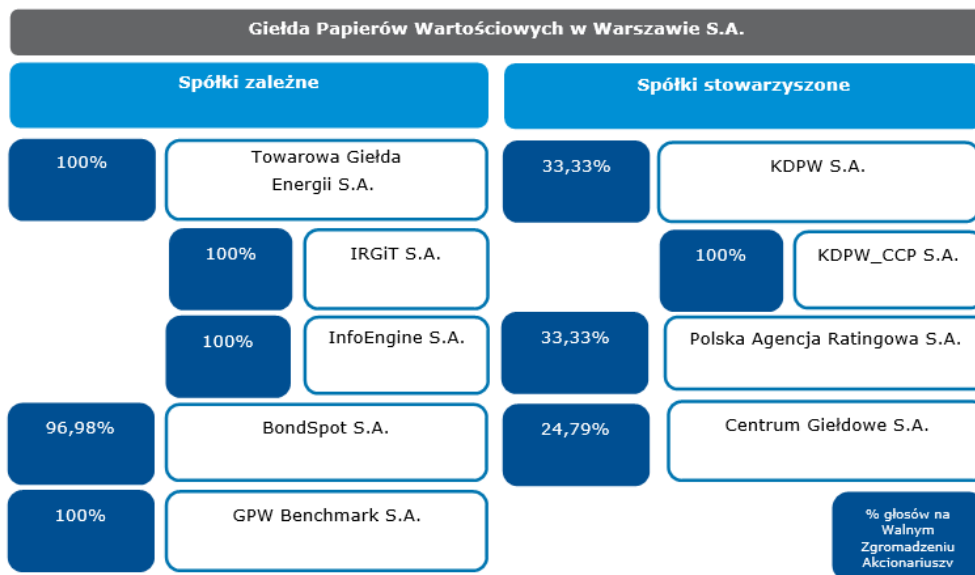 Giełda Papierów Wartościowych w Warszawie S.A.
Spółki zależne
Spółki stowarzyszone
100%
Towarowa Giełda
Energii S.A.
33,33%
KDPW S.A.
100%
IRGiT S.A.
100%
KDPW_CCP S.A.
100%
InfoEngine S.A.
33,33%
Polska Agencja Ratingowa S.A.
96,98%
BondSpot S.A.
24,79%
Centrum Giełdowe S.A.
100%
GPW Benchmark S.A.
% głosów na
Walnym
Zgromadzeniu
Akcionariuszy